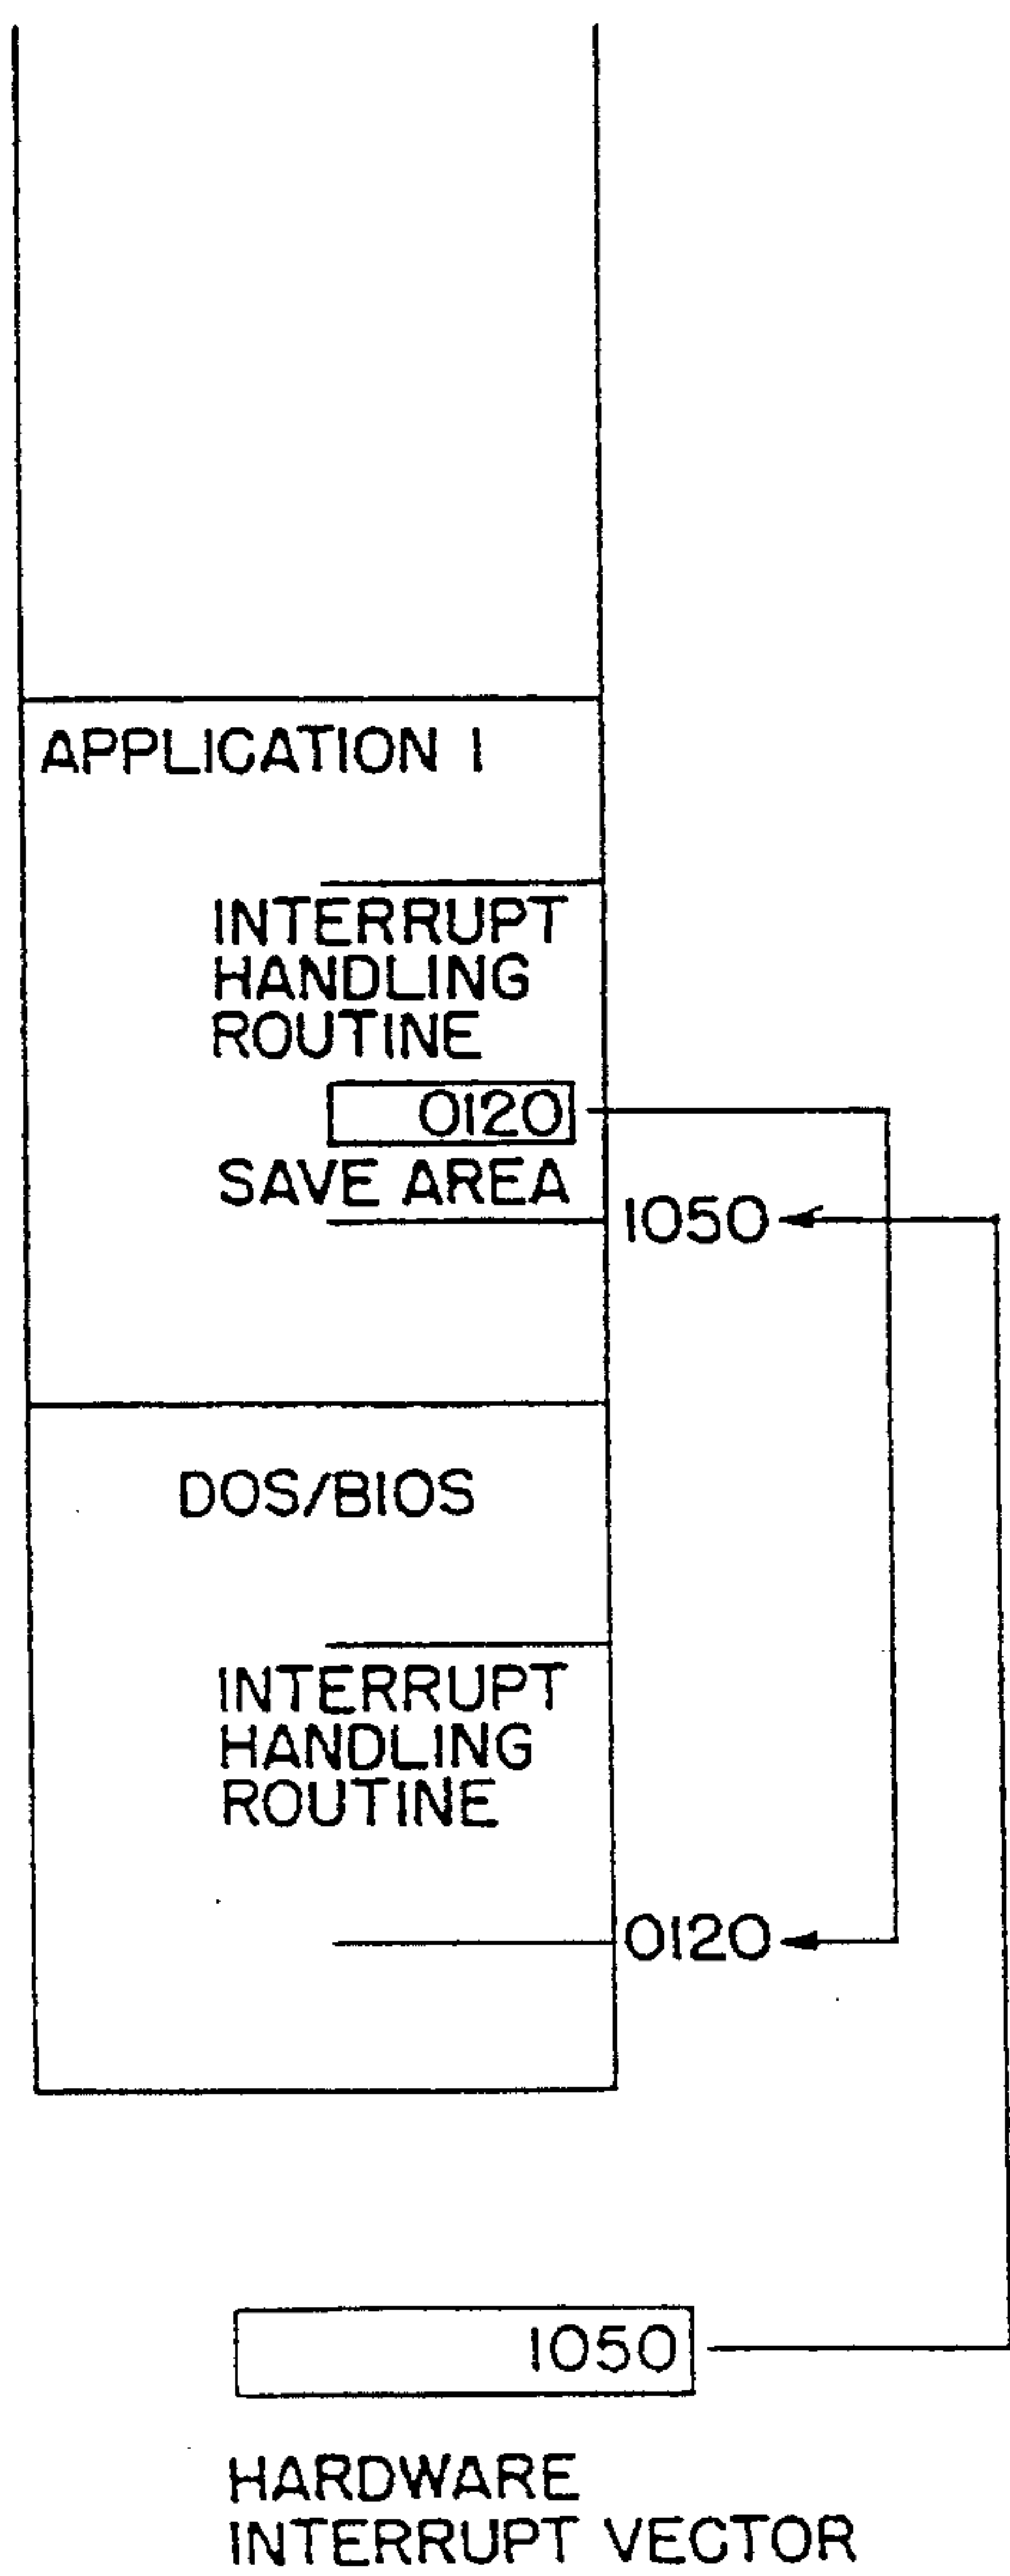 APPLICATION 1
INTERRUPT
HANDLING
ROUTINE
0120
SAVE AREA
1050
DOS/BIOS
INTERRUPT
HANDLING
ROUTINE
0120
1050
HARDWARE
INTERRUPT VECTOR